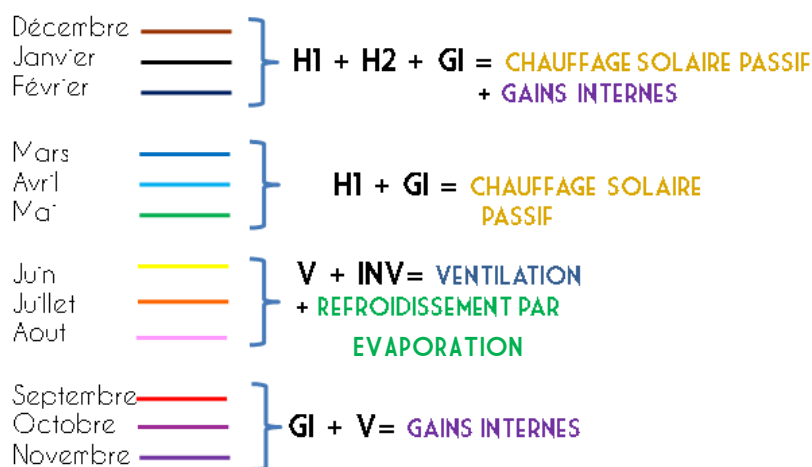 Décembre
Janvier
Février
H1 + H2 + GI = CHAUFFAGE SOLAIRE PASSIF
+ GAINS INTERNES
Mars
Avril
Mai
H1 + GI = CHAUFFAGE SOLAIRE
PASSIF
Juin
Juillet
Aout
V + INV= VENTILATION
+ REFROIDISSEMENT PAR
EVAPORATION
Septembre
Octobre
Novembre
GI + V= GAINS INTERNES